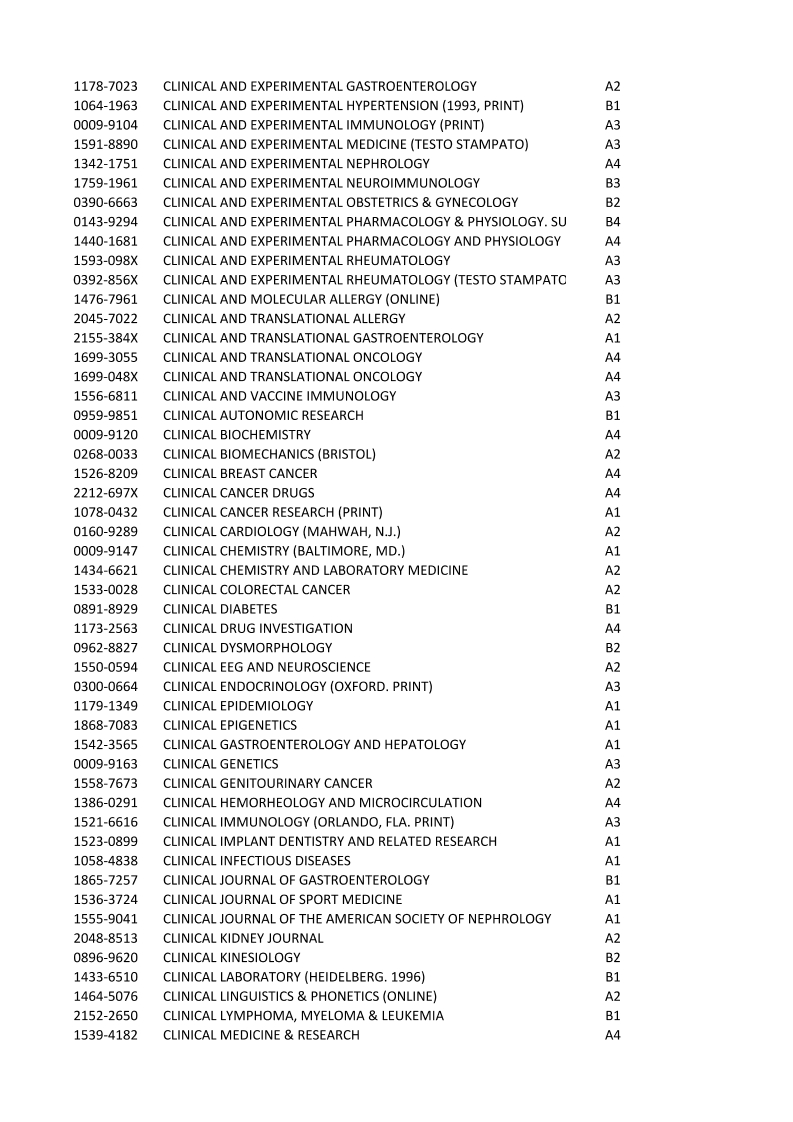 1178-7023 CLINICAL AND EXPERIMENTAL GASTROENTEROLOGY A2
1064-1963 CLINICAL AND EXPERIMENTAL HYPERTENSION (1993, PRINT) B1
0009-9104 CLINICAL AND EXPERIMENTAL IMMUNOLOGY (PRINT) A3
1591-8890 CLINICAL AND EXPERIMENTAL MEDICINE (TESTO STAMPATO) A3
1342-1751 CLINICAL AND EXPERIMENTAL NEPHROLOGY A4
1759-1961 CLINICAL AND EXPERIMENTAL NEUROIMMUNOLOGY B3
0390-6663 CLINICAL AND EXPERIMENTAL OBSTETRICS & GYNECOLOGY B2
0143-9294 CLINICAL AND EXPERIMENTAL PHARMACOLOGY & PHYSIOLOGY. SU B4
1440-1681 CLINICAL AND EXPERIMENTAL PHARMACOLOGY AND PHYSIOLOGY A4
1593-098X CLINICAL AND EXPERIMENTAL RHEUMATOLOGY A3
0392-856X CLINICAL AND EXPERIMENTAL RHEUMATOLOGY (TESTO STAMPATO A3
1476-7961 CLINICAL AND MOLECULAR ALLERGY (ONLINE) B1
2045-7022 CLINICAL AND TRANSLATIONAL ALLERGY A2
2155-384X CLINICAL AND TRANSLATIONAL GASTROENTEROLOGY A1
1699-3055 CLINICAL AND TRANSLATIONAL ONCOLOGY A4
1699-048X CLINICAL AND TRANSLATIONAL ONCOLOGY A4
1556-6811 CLINICAL AND VACCINE IMMUNOLOGY A3
0959-9851 CLINICAL AUTONOMIC RESEARCH B1
0009-9120 CLINICAL BIOCHEMISTRY A4
0268-0033 CLINICAL BIOMECHANICS (BRISTOL) A2
1526-8209 CLINICAL BREAST CANCER A4
2212-697X CLINICAL CANCER DRUGS A4
1078-0432 CLINICAL CANCER RESEARCH (PRINT) A1
0160-9289 CLINICAL CARDIOLOGY (MAHWAH, N.J.) A2
0009-9147 CLINICAL CHEMISTRY (BALTIMORE, MD.) A1
1434-6621 CLINICAL CHEMISTRY AND LABORATORY MEDICINE A2
1533-0028 CLINICAL COLORECTAL CANCER A2
0891-8929 CLINICAL DIABETES B1
1173-2563 CLINICAL DRUG INVESTIGATION A4
0962-8827 CLINICAL DYSMORPHOLOGY B2
1550-0594 CLINICAL EEG AND NEUROSCIENCE A2
0300-0664 CLINICAL ENDOCRINOLOGY (OXFORD. PRINT) A3
1179-1349 CLINICAL EPIDEMIOLOGY A1
1868-7083 CLINICAL EPIGENETICS A1
1542-3565 CLINICAL GASTROENTEROLOGY AND HEPATOLOGY A1
0009-9163 CLINICAL GENETICS A3
1558-7673 CLINICAL GENITOURINARY CANCER A2
1386-0291 CLINICAL HEMORHEOLOGY AND MICROCIRCULATION A4
1521-6616 CLINICAL IMMUNOLOGY (ORLANDO, FLA. PRINT) A3
1523-0899 CLINICAL IMPLANT DENTISTRY AND RELATED RESEARCH A1
1058-4838 CLINICAL INFECTIOUS DISEASES A1
1865-7257 CLINICAL JOURNAL OF GASTROENTEROLOGY B1
1536-3724 CLINICAL JOURNAL OF SPORT MEDICINE A1
1555-9041 CLINICAL JOURNAL OF THE AMERICAN SOCIETY OF NEPHROLOGY A1
2048-8513 CLINICAL KIDNEY JOURNAL A2
0896-9620 CLINICAL KINESIOLOGY B2
1433-6510 CLINICAL LABORATORY (HEIDELBERG. 1996) B1
1464-5076 CLINICAL LINGUISTICS & PHONETICS (ONLINE) A2
2152-2650 CLINICAL LYMPHOMA, MYELOMA & LEUKEMIA B1
1539-4182 CLINICAL MEDICINE & RESEARCH A4